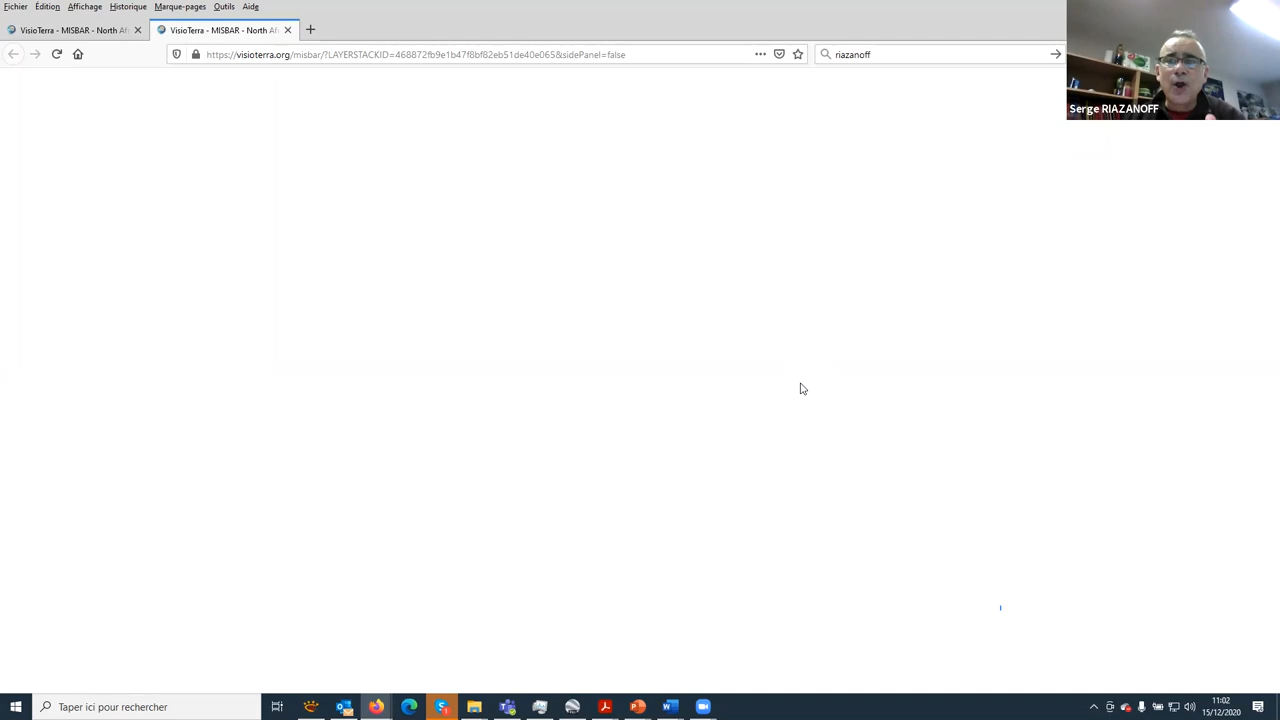 Fichier Édition Affichage Historique Marque-pages Outils Aide
VisioTerra - MISBAR - North Af VisioTerra - MISBAR - North Af
https://visioterra.org/misbar/?LAYERSTACKID=468872fb9e1b47f8bf82eb51de40e065&sidePanel=false riazanoff
Serge RIAZANOFF
Taper ici pour rechercher
11:02
15/12/2020